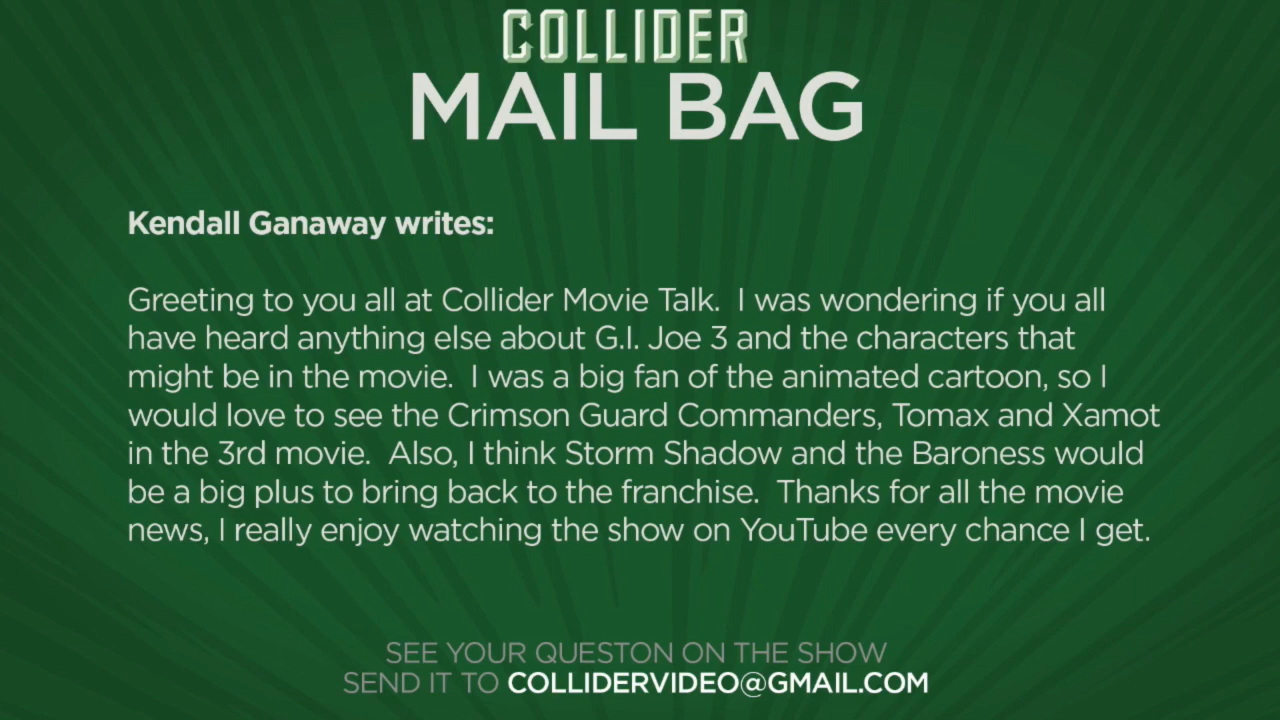 COLLIDER
MAIL BAG
Kendall Ganaway writes:
Greeting to you all at Collider Movie Talk.  I was wondering if you all
have heard anything else about G.I. Joe 3 and the characters that
might be in the movie.  I was a big fan of the animated cartoon, so I
would love to see the Crimson Guard Commanders, Tomax and Xamot
in the 3rd movie.  Also, I think Storm Shadow and the Baroness would
be a big plus to bring back to the franchise.  Thanks for all the movie
news, I really enjoy watching the show on YouTube every chance I get.
SEE YOUR QUESTON ON THE SHOW
SEND IT TO COLLIDERVIDEO@GMAIL.COM